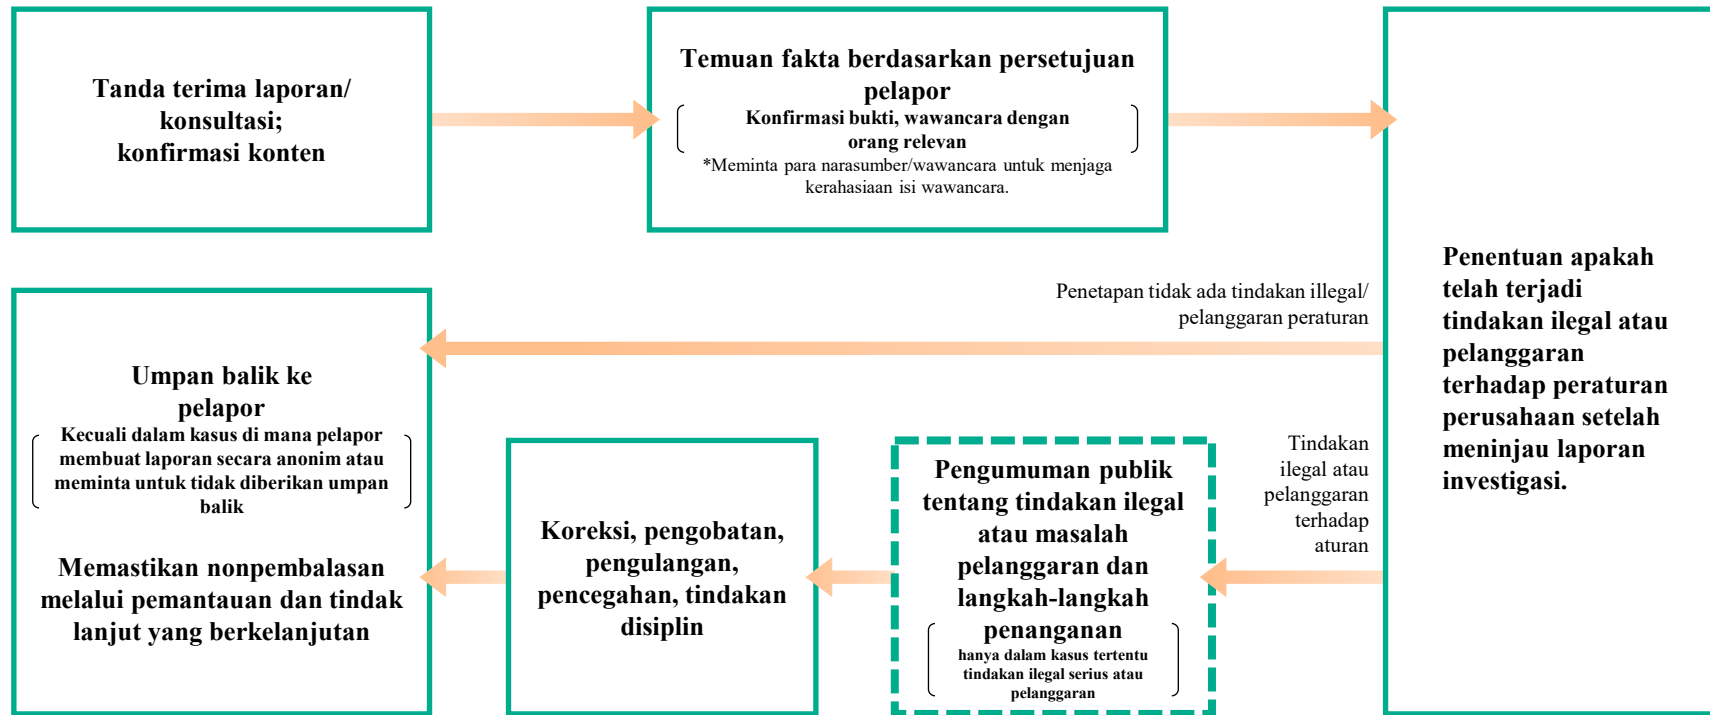 Tanda terima laporan/
konsultasi;
konfirmasi konten
Temuan fakta berdasarkan persetujuan
pelapor
Konfirmasi bukti, wawancara dengan
orang relevan
*Meminta para narasumber/wawancara untuk menjaga
kerahasiaan isi wawancara.
Penentuan apakah
telah terjadi
tindakan ilegal atau
pelanggaran
terhadap peraturan
perusahaan setelah
meninjau laporan
investigasi.
Penetapan tidak ada tindakan illegal/
pelanggaran peraturan
Tindakan
ilegal atau
pelanggaran
terhadap
aturan
Pengumuman publik
tentang tindakan ilegal
atau masalah
pelanggaran dan
langkah-langkah
penanganan
hanya dalam kasus tertentu
tindakan ilegal serius atau
pelanggaran
Koreksi, pengobatan,
pengulangan,
pencegahan, tindakan
disiplin
Umpan balik ke
pelapor
Kecuali dalam kasus di mana pelapor
membuat laporan secara anonim atau
meminta untuk tidak diberikan umpan
balik
Memastikan nonpembalasan
melalui pemantauan dan tindak
lanjut yang berkelanjutan